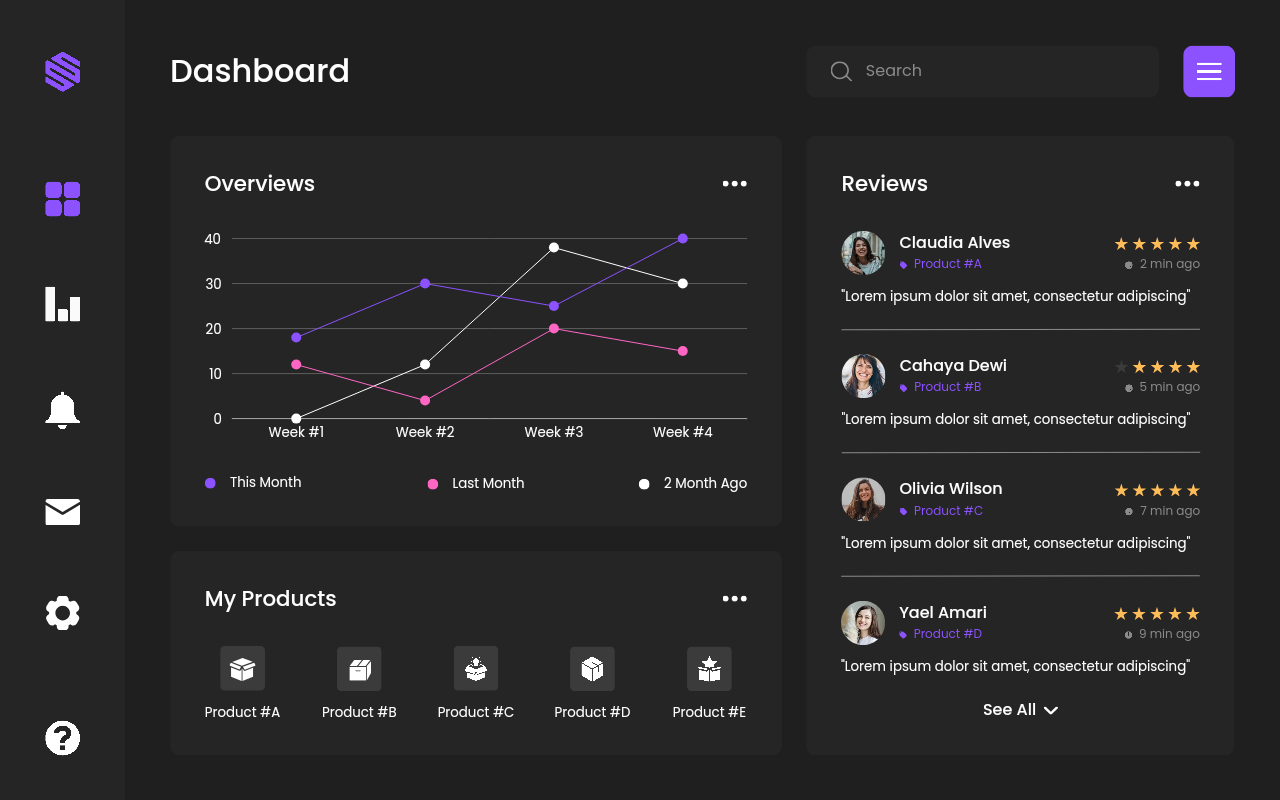 Dashboard
Search
Overviews
40
30
20
10
0
Week #1 Week #2 Week #3 Week #4
This Month Last Month 2 Month Ago
My Products
Product #A Product #B Product #C Product #D Product #E
Reviews
Claudia Alves
Product #A 2 min ago
"Lorem ipsum dolor sit amet, consectetur adipiscing"
Cahaya Dewi
Product #B 5 min ago
"Lorem ipsum dolor sit amet, consectetur adipiscing"
Olivia Wilson
Product #C 7 min ago
"Lorem ipsum dolor sit amet, consectetur adipiscing"
Yael Amari
Product #D 9 min ago
"Lorem ipsum dolor sit amet, consectetur adipiscing"
See All